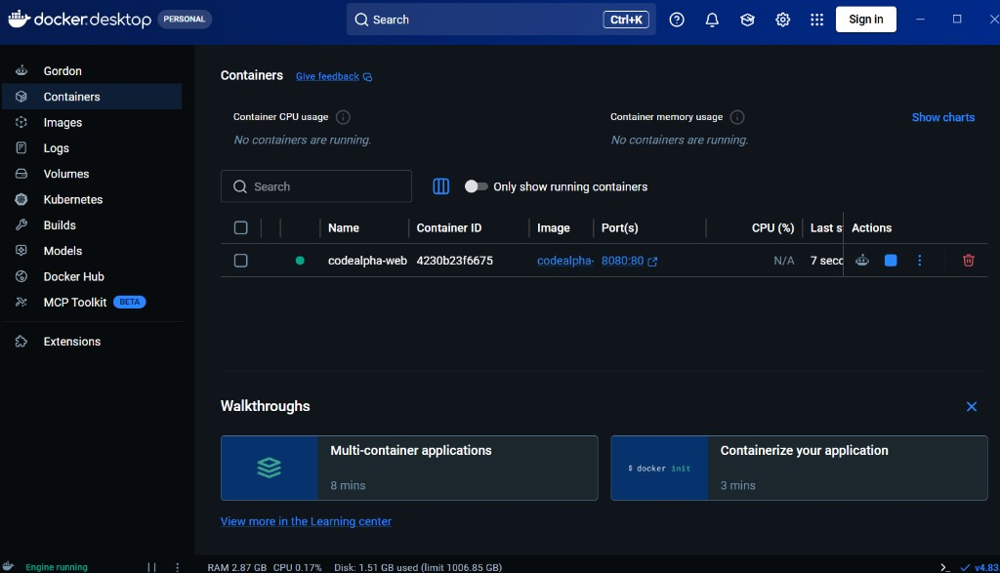 docker.desktop PERSONAL Search Ctrl+K Sign in
Gordon
Containers
Images
Logs
Volumes
Kubernetes
Builds
Models
Docker Hub
MCP Toolkit BETA
Extensions
Containers Give feedback
Container CPU usage
No containers are running.
Container memory usage
No containers are running.
Show charts
Search
Only show running containers
Name Container ID Image Port(s) CPU (%) Last s Actions
codealpha-web 4230b23f6675 codealpha- 8080:80 N/A 7 seco
Walkthroughs
Multi-container applications
8 mins
$ docker init
Containerize your application
3 mins
View more in the Learning center
Engine running RAM 2.87 GB CPU 0.17% Disk: 1.51 GB used (limit 1006.85 GB) v4.83